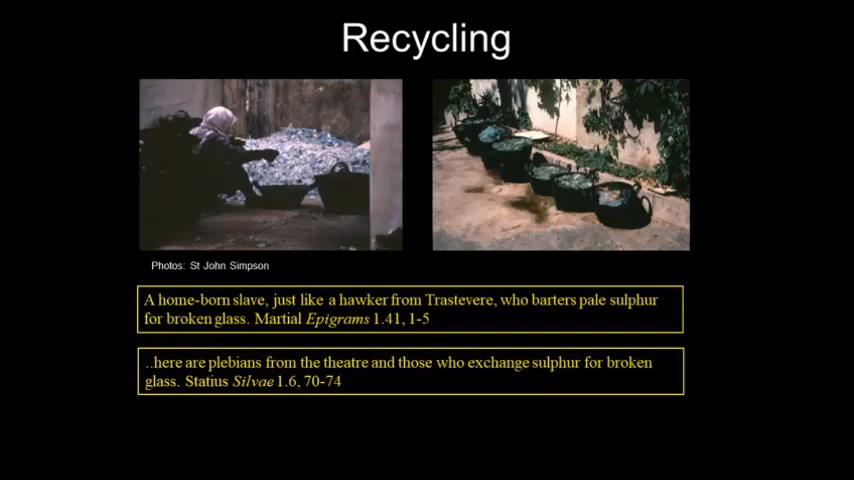 Recycling
Photos: St John Simpson
A home-born slave, just like a hawker from Trastevere, who barters pale sulphur
for broken glass. Martial Epigrams 1.41, 1-5
..here are plebians from the theatre and those who exchange sulphur for broken
glass. Statius Silvae 1.6, 70-74